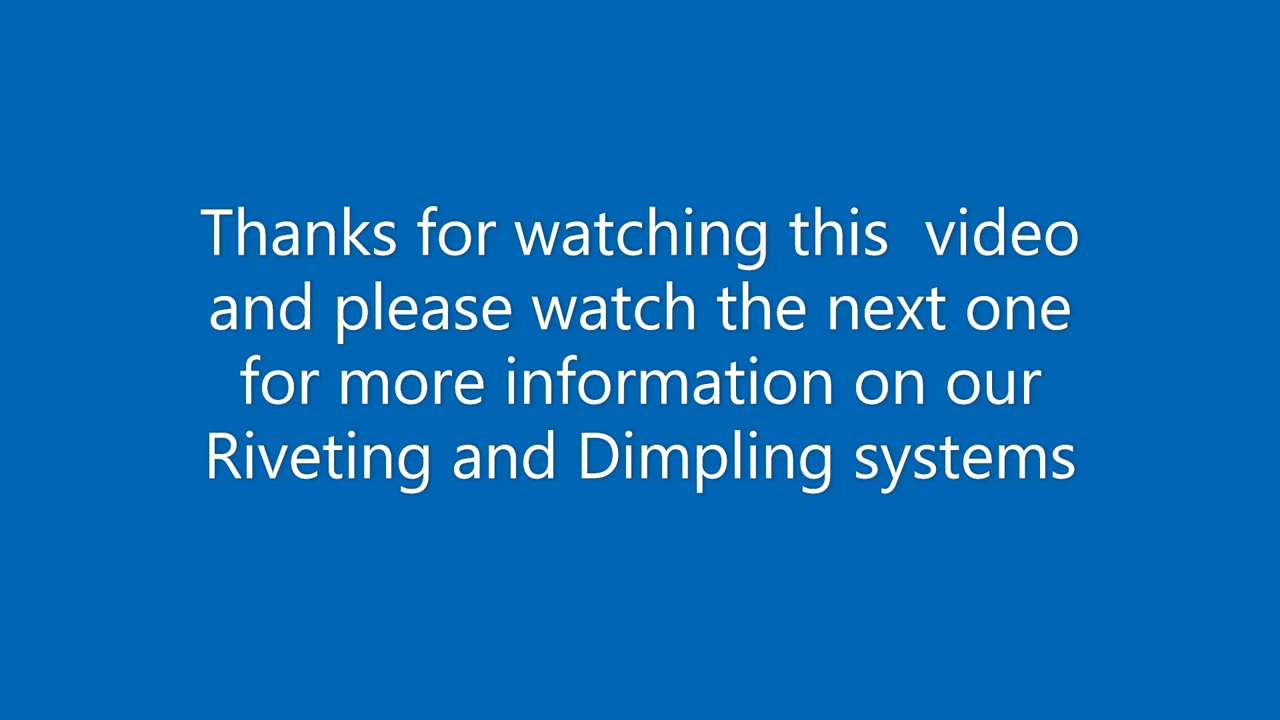 Thanks for watching this  video
and please watch the next one
for more information on our
Riveting and Dimpling systems